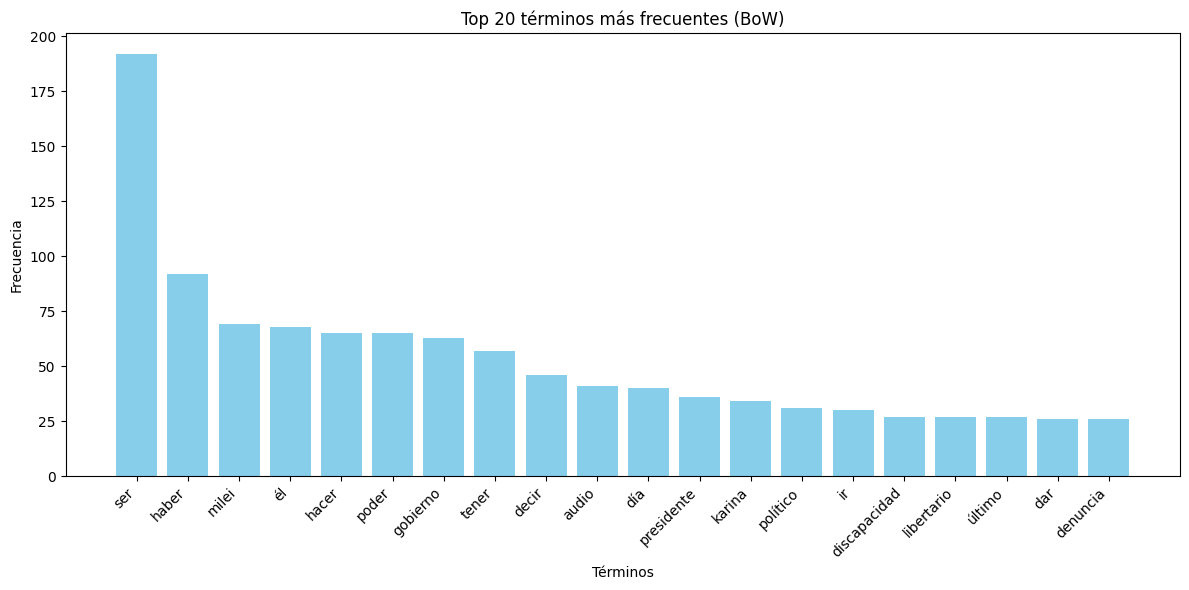 Top 20 términos más frecuentes (BoW)
Frecuencia
200
175
150
125
100
75
50
25
0
ser
haber
milei
él
hacer
poder
gobierno
tener
decir
audio
día
presidente
karina
político
ir
discapacidad
libertario
último
dar
denuncia
Términos